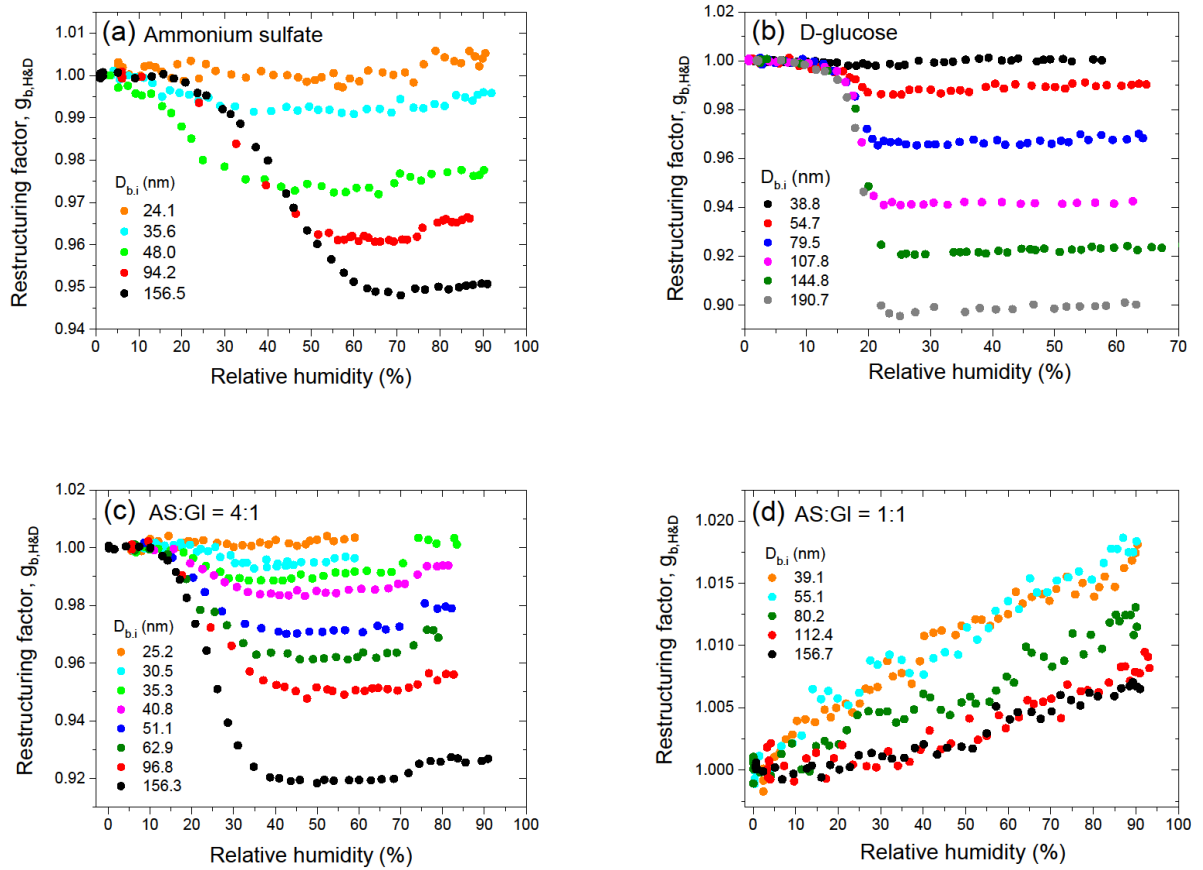 (a) Ammonium sulfate
Restructuring factor, g_b,H&D
1.01
1.00
0.99
0.98
0.97
0.96
0.95
0.94
D_b,i (nm)
24.1
35.6
48.0
94.2
156.5
0 10 20 30 40 50 60 70 80 90 100
Relative humidity (%)
(b) D-glucose
Restructuring factor, g_b,H&D
1.02
1.00
0.98
0.96
0.94
0.92
0.90
D_b,i (nm)
38.8
54.7
79.5
107.8
144.8
190.7
0 10 20 30 40 50 60 70
Relative humidity (%)
(c) AS:Gl = 4:1
Restructuring factor, g_b,H&D
1.02
1.00
0.98
0.96
0.94
0.92
D_b,i (nm)
25.2
30.5
35.3
40.8
51.1
62.9
96.8
156.3
0 10 20 30 40 50 60 70 80 90 100
Relative humidity (%)
(d) AS:Gl = 1:1
Restructuring factor, g_b,H&D
1.020
1.015
1.010
1.005
1.000
D_b,i (nm)
39.1
55.1
80.2
112.4
156.7
0 10 20 30 40 50 60 70 80 90 100
Relative humidity (%)